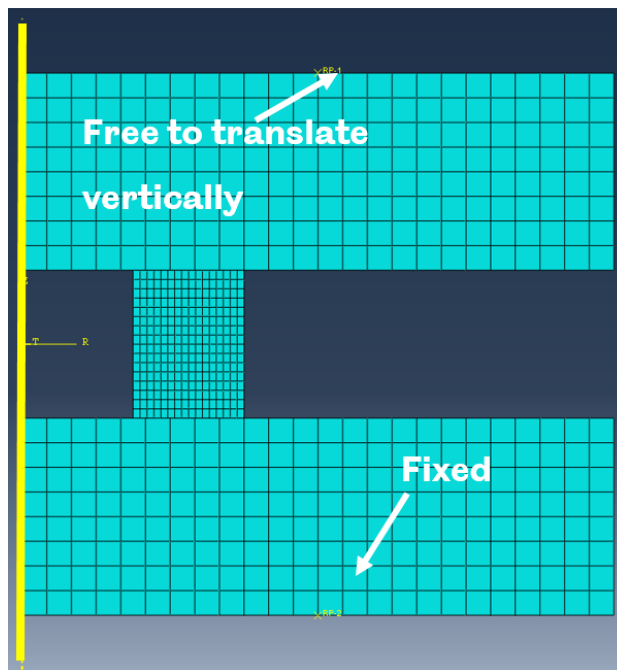 RP-1
Free to translate
vertically
Z
T
R
Fixed
RP-2